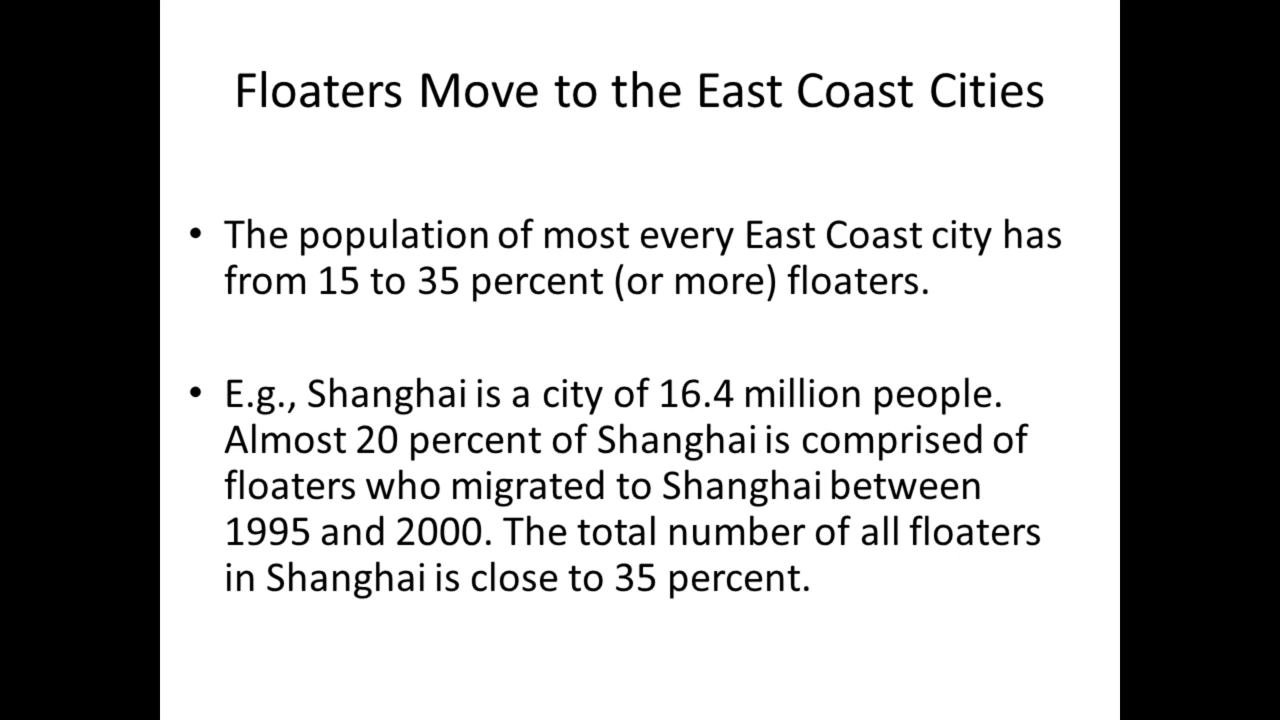 Floaters Move to the East Coast Cities
• The population of most every East Coast city has
from 15 to 35 percent (or more) floaters.
• E.g., Shanghai is a city of 16.4 million people.
Almost 20 percent of Shanghai is comprised of
floaters who migrated to Shanghai between
1995 and 2000. The total number of all floaters
in Shanghai is close to 35 percent.